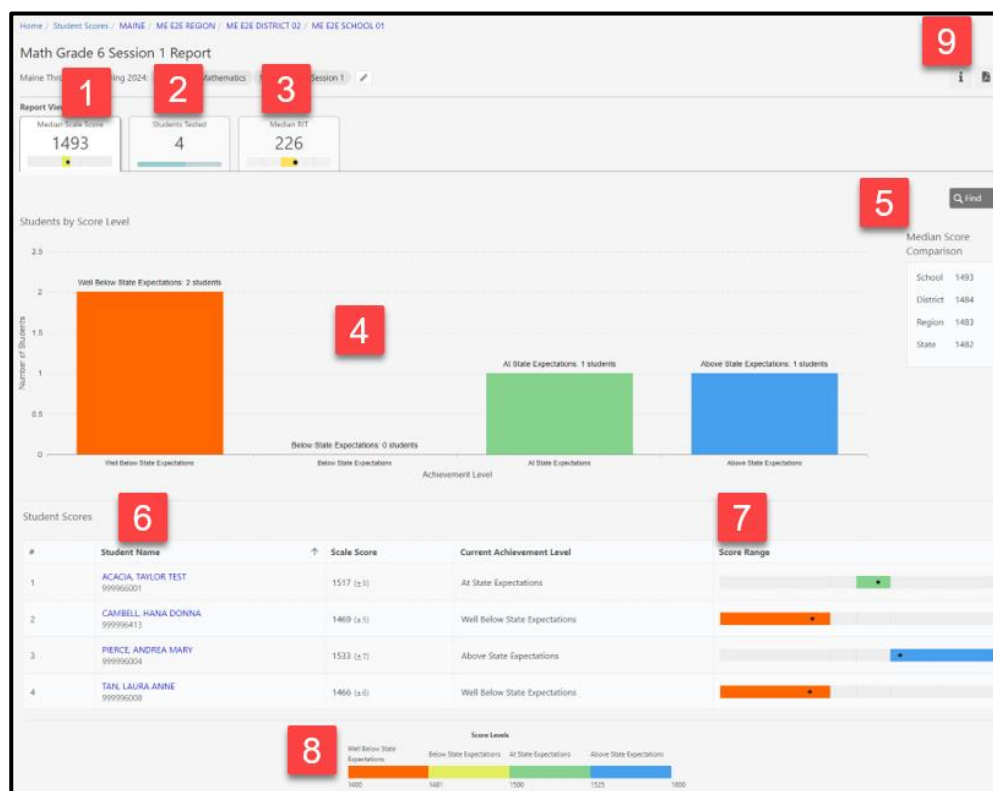 Home / Student Scores / MAINE / ME E2E REGION / ME E2E DISTRICT 02 / ME E2E SCHOOL 01
9
Math Grade 6 Session 1 Report
Maine Thr ing 2024: Mathematics Session 1
1
2
3
Report Vie
Median Scale Score
1493
Students Tested
4
Median RIT
226
5
Find
Students by Score Level
Median Score
Comparison
School 1493
District 1484
Region 1483
State 1482
Number of Students
2.5
2
1.5
1
0.5
0
Well Below State Expectations: 2 students
4
Below State Expectations: 0 students
At State Expectations: 1 students
Above State Expectations: 1 students
Well Below State Expectations
Below State Expectations
At State Expectations
Above State Expectations
Achievement Level
Student Scores
6
7
# Student Name Scale Score Current Achievement Level Score Range
1 ACACIA, TAYLOR TEST 1517 (±5) At State Expectations
999966001
2 CAMBELL, HANA DONNA 1469 (±5) Well Below State Expectations
999996413
3 PIERCE, ANDREA MARY 1533 (±7) Above State Expectations
999996004
4 TAN, LAURA ANNE 1466 (±6) Well Below State Expectations
999996008
8
Score Levels
Well Below State
Expectations
Below State Expectations
At State Expectations
Above State Expectations
1400 1481 1500 1525 1600